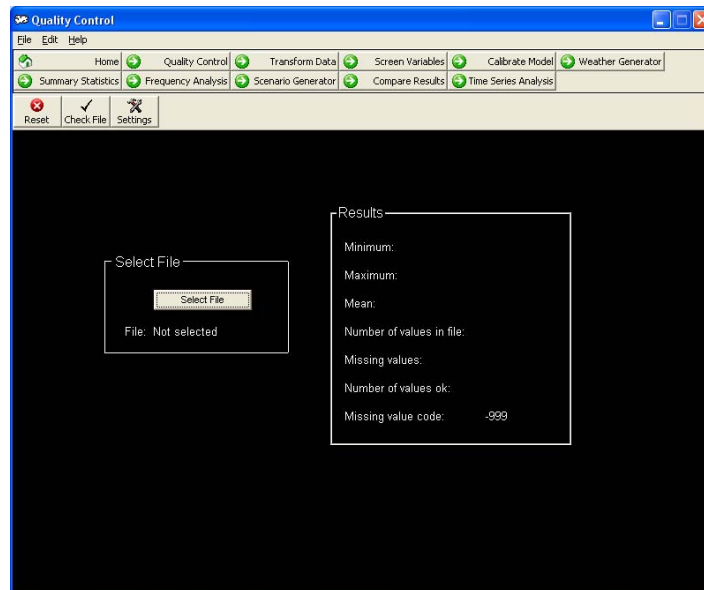 Quality Control
File Edit Help
Home Quality Control Transform Data Screen Variables Calibrate Model Weather Generator
Summary Statistics Frequency Analysis Scenario Generator Compare Results Time Series Analysis
Reset Check File Settings
Select File
Select File
File: Not selected
Results
Minimum:
Maximum:
Mean:
Number of values in file:
Missing values:
Number of values ok:
Missing value code: -999